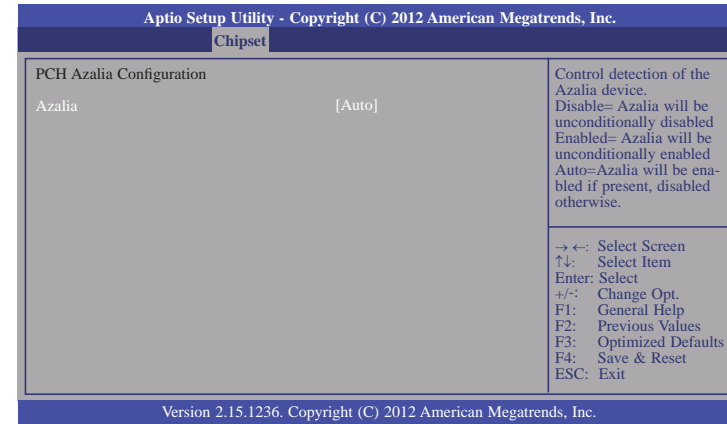 Aptio Setup Utility - Copyright (C) 2012 American Megatrends, Inc.
Chipset
PCH Azalia Configuration
Azalia [Auto]
Control detection of the
Azalia device.
Disable= Azalia will be
unconditionally disabled
Enabled= Azalia will be
unconditionally enabled
Auto=Azalia will be ena-
bled if present, disabled
otherwise.
→←: Select Screen
↑↓: Select Item
Enter: Select
+/-: Change Opt.
F1: General Help
F2: Previous Values
F3: Optimized Defaults
F4: Save & Reset
ESC: Exit
Version 2.15.1236. Copyright (C) 2012 American Megatrends, Inc.